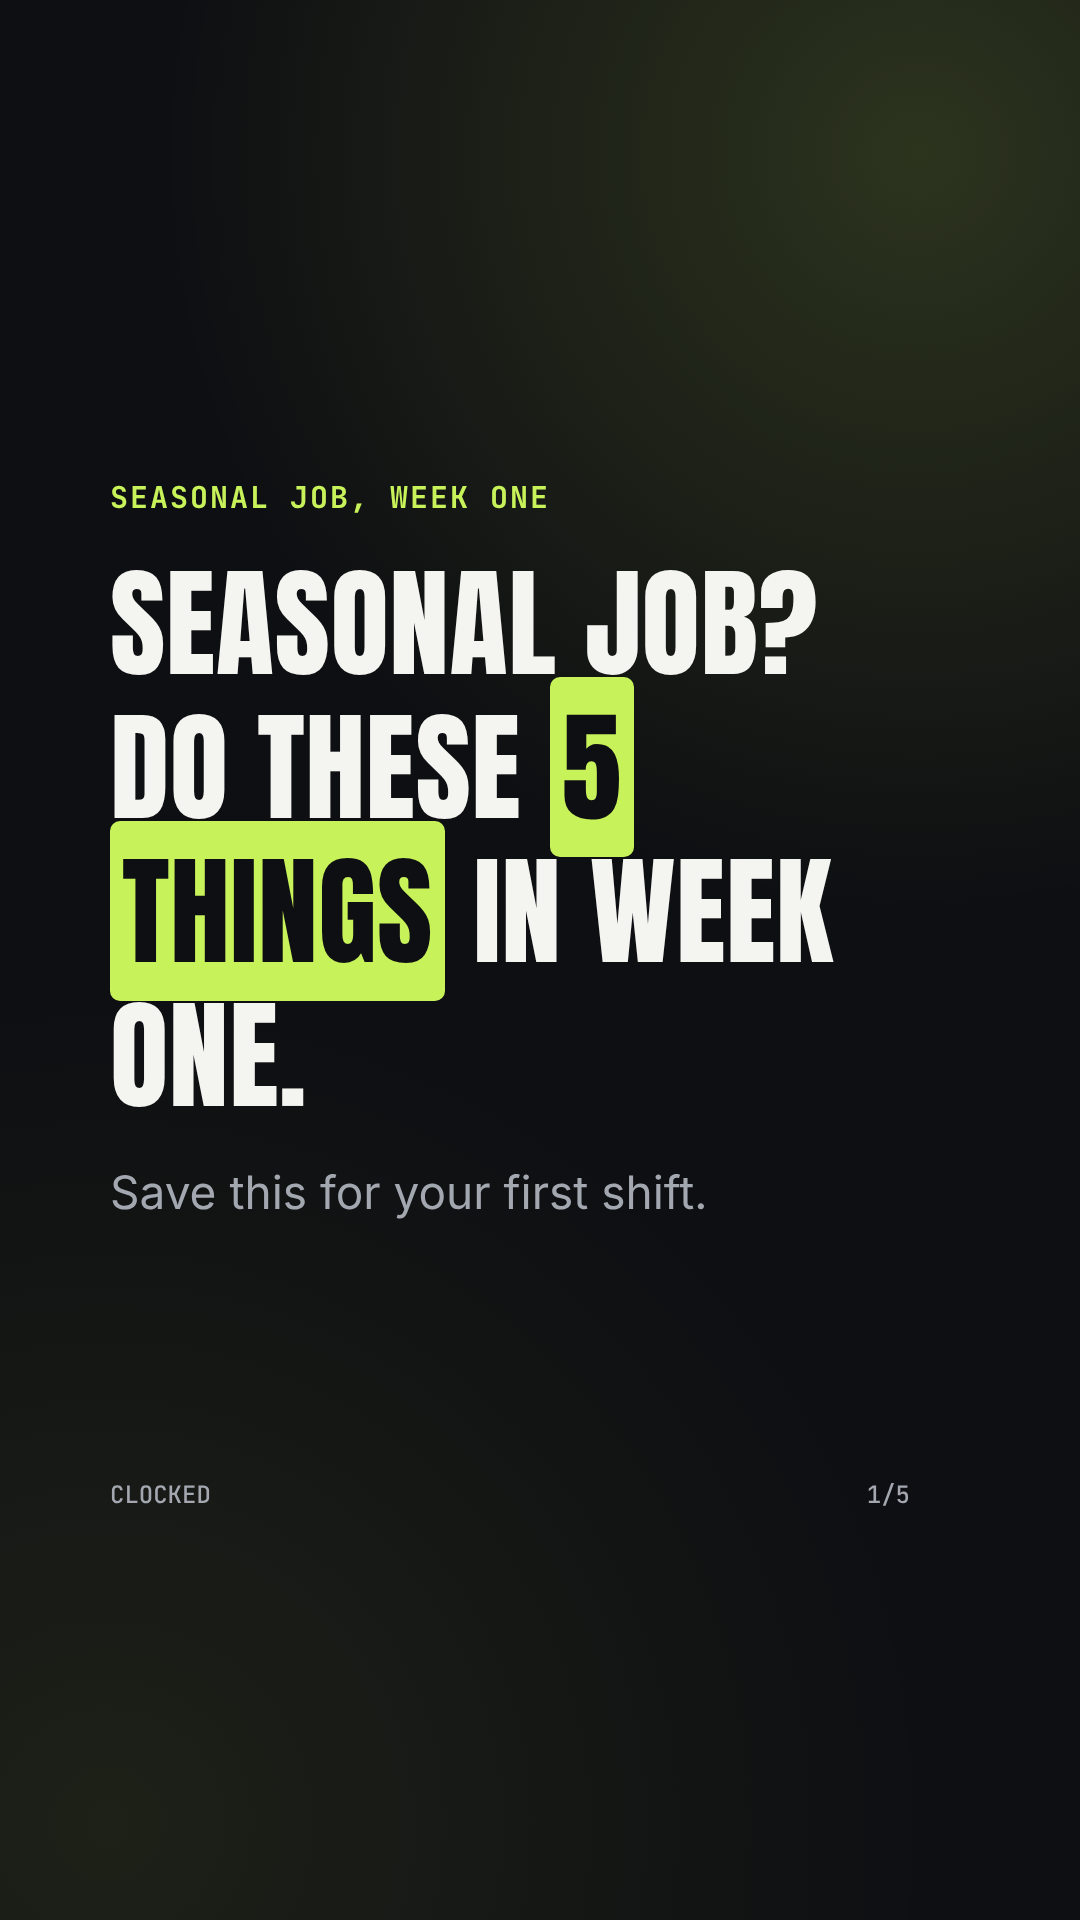 SEASONAL JOB, WEEK ONE
SEASONAL JOB?
DO THESE 5
THINGS IN WEEK
ONE.
Save this for your first shift.
CLOCKED
1/5